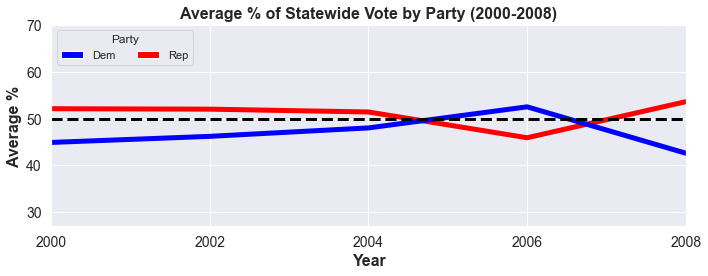 Average % of Statewide Vote by Party (2000-2008)
70
60
50
40
30
Average %
Party
Dem Rep
2000 2002 2004 2006 2008
Year